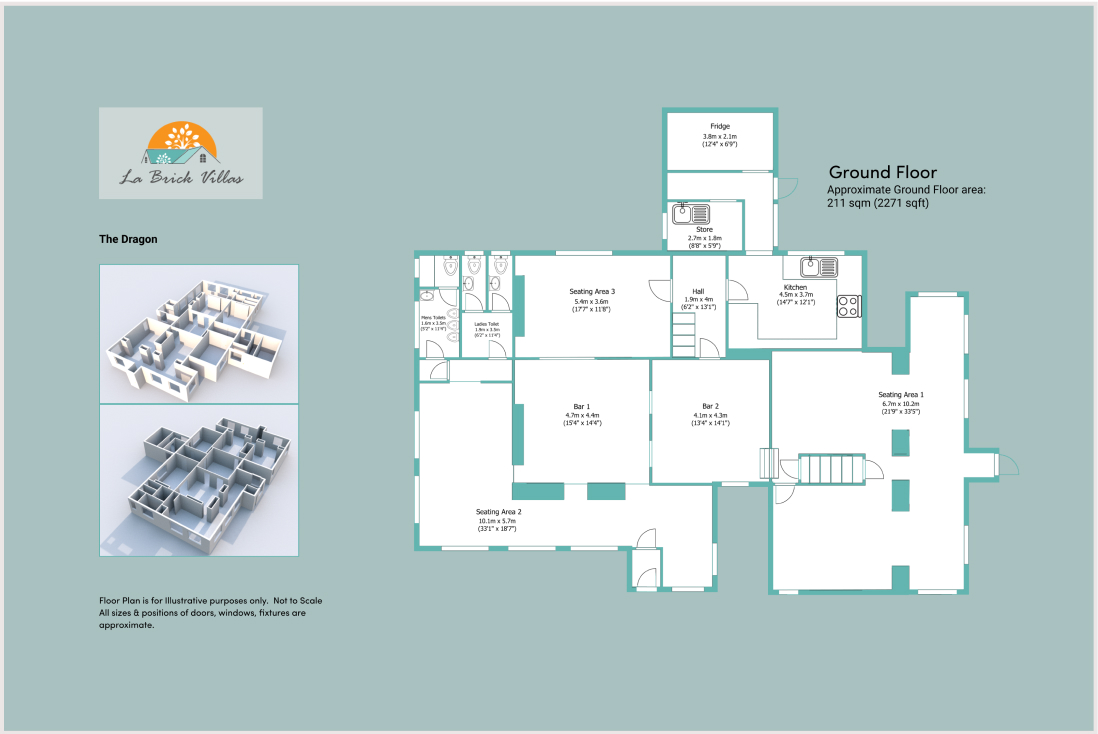 La Brick Villas
The Dragon
Floor Plan is for Illustrative purposes only. Not to Scale
All sizes & positions of doors, windows, fixtures are
approximate.
Ground Floor
Approximate Ground Floor area:
211 sqm (2271 sqft)
Fridge
3.8m x 2.1m
(12'4" x 6'9")
Store
2.7m x 1.8m
(8'8" x 5'9")
Kitchen
4.5m x 3.7m
(14'7" x 12'1")
Hall
1.9m x 4m
(6'2" x 13'1")
Seating Area 3
5.4m x 3.6m
(17'7" x 11'8")
Mens Toilets
1.6m x 3.5m
(5'2" x 11'4")
Ladies Toilet
1.9m x 3.5m
(6'2" x 11'4")
Bar 1
4.7m x 4.4m
(15'4" x 14'4")
Bar 2
4.1m x 4.3m
(13'4" x 14'1")
Seating Area 1
6.7m x 10.2m
(21'9" x 33'5")
Seating Area 2
10.1m x 5.7m
(33'1" x 18'7")